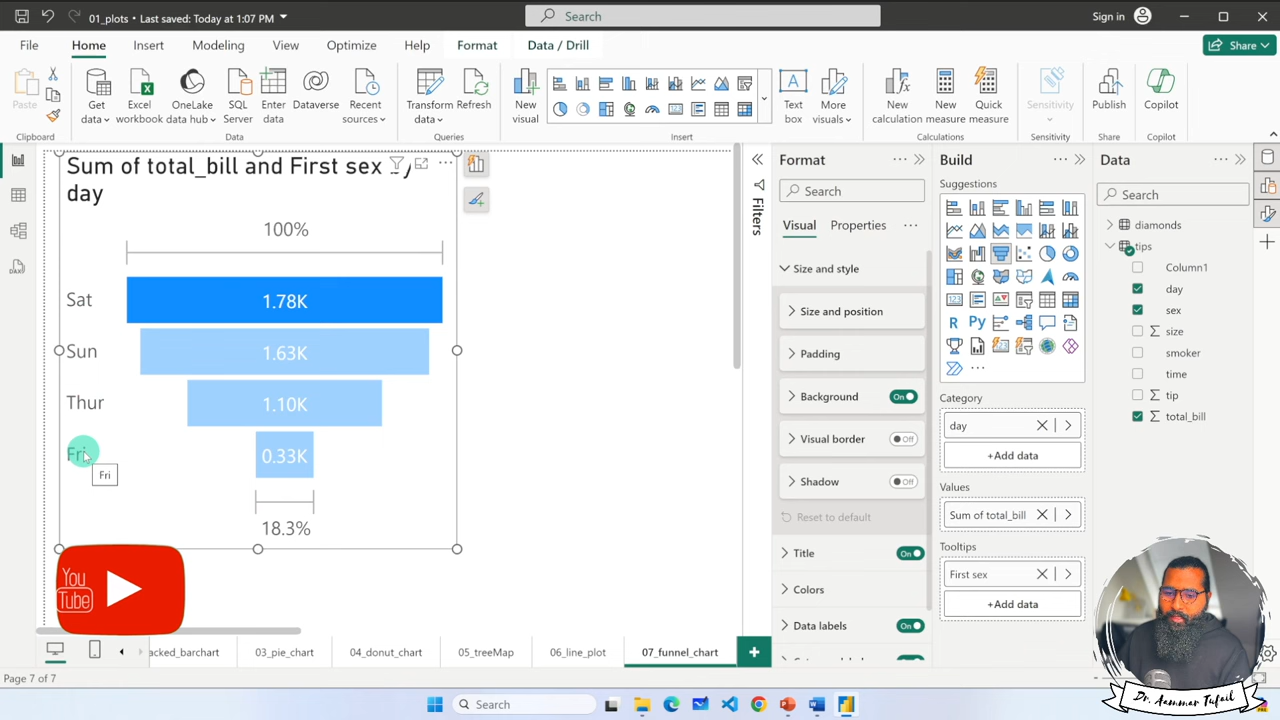 01_plots • Last saved: Today at 1:07 PM
Search
Sign in
File
Home
Insert
Modeling
View
Optimize
Help
Format
Data / Drill
Share
Paste
Get data
Excel workbook
OneLake data hub
SQL Server
Enter data
Dataverse
Recent sources
Transform data
Refresh
New visual
Text box
More visuals
New calculation
New measure
Quick measure
Sensitivity
Publish
Copilot
Clipboard
Data
Queries
Insert
Calculations
Sensitivity
Share
Copilot
Sum of total_bill and First sex
day
100%
Sat
1.78K
Sun
1.63K
Thur
1.10K
Fri
0.33K
Fri
18.3%
You
Tube
Filters
Format
Search
Visual
Properties
Size and style
Size and position
Padding
Background
On
Visual border
Off
Shadow
Off
Reset to default
Title
On
Colors
Data labels
On
Build
Suggestions
R
Py
Category
day
+Add data
Values
Sum of total_bill
Tooltips
First sex
+Add data
Data
Search
diamonds
tips
Column1
day
sex
size
smoker
time
tip
total_bill
acked_barchart
03_pie_chart
04_donut_chart
05_treeMap
06_line_plot
07_funnel_chart
Page 7 of 7
Search
Dr. Aammar Tufail